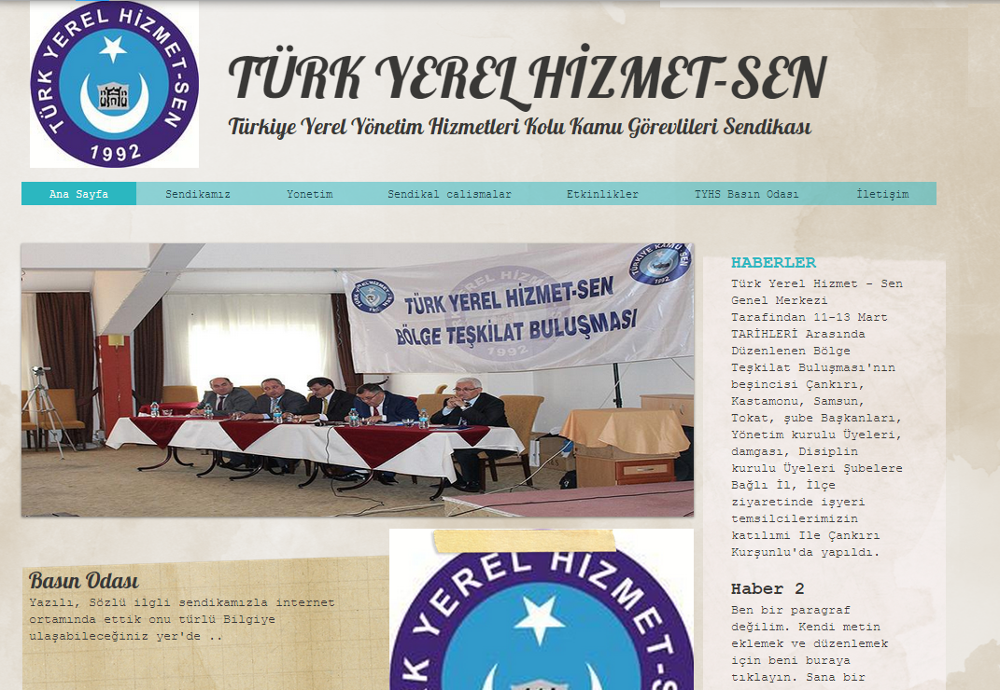 TÜRK YEREL HİZMET-SEN
1992
TÜRK YEREL HİZMET-SEN
Türkiye Yerel Yönetim Hizmetleri Kolu Kamu Görevlileri Sendikası
Ana Sayfa
Sendikamız
Yonetim
Sendikal calismalar
Etkinlikler
TYHS Basın Odası
İletişim
TÜRKİYE KAMU SEN
1992
TÜRK YEREL HİZMET-SEN
BÖLGE TEŞKİLAT BULUŞMASI
1992
HABERLER
Türk Yerel Hizmet - Sen
Genel Merkezi
Tarafindan 11-13 Mart
TARİHLERİ Arasında
Düzenlenen Bölge
Teşkilat Buluşması'nın
beşincisi Çankırı,
Kastamonu, Samsun,
Tokat, şube Başkanları,
Yönetim kurulu Üyeleri,
damgası, Disiplin
kurulu Üyeleri Şubelere
Bağlı İl, İlçe
ziyaretinde işyeri
temsilcilerimizin
katılımi Ile Çankırı
Kurşunlu'da yapıldı.
Haber 2
Ben bir paragraf
değilim. Kendi metin
eklemek ve düzenlemek
için beni buraya
tıklayın. Sana bir
Basın Odası
Yazılı, Sözlü ilgli sendikamızla internet
ortamında ettik onu türlü Bilgiye
ulaşabileceğiniz yer'de ..
K YEREL HİZMET-S